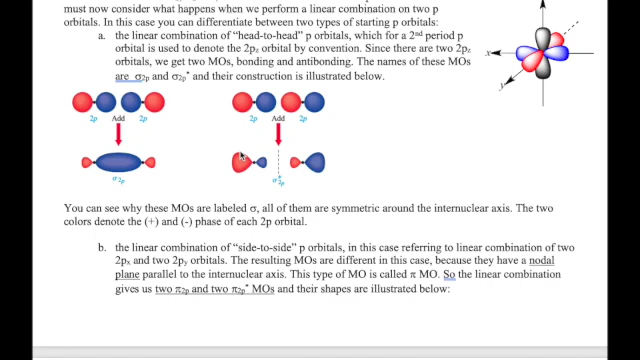 must now consider what happens when we perform a linear combination on two p
orbitals. In this case you can differentiate between two types of starting p orbitals:
a. the linear combination of “head-to-head” p orbitals, which for a 2nd period p
orbital is used to denote the 2pz orbital by convention. Since there are two 2pz
orbitals, we get two MOs, bonding and antibonding. The names of these MOs
are σ2p and σ2p* and their construction is illustrated below.
x
y
2p Add 2p
2p Add 2p
σ2p
σ*2p
You can see why these MOs are labeled σ, all of them are symmetric around the internuclear axis. The two
colors denote the (+) and (-) phase of each 2p orbital.
b. the linear combination of “side-to-side” p orbitals, in this case referring to linear combination of two
2px and two 2py orbitals. The resulting MOs are different in this case, because they have a nodal
plane parallel to the internuclear axis. This type of MO is called π MO. So the linear combination
gives us two π2p and two π2p* MOs and their shapes are illustrated below: